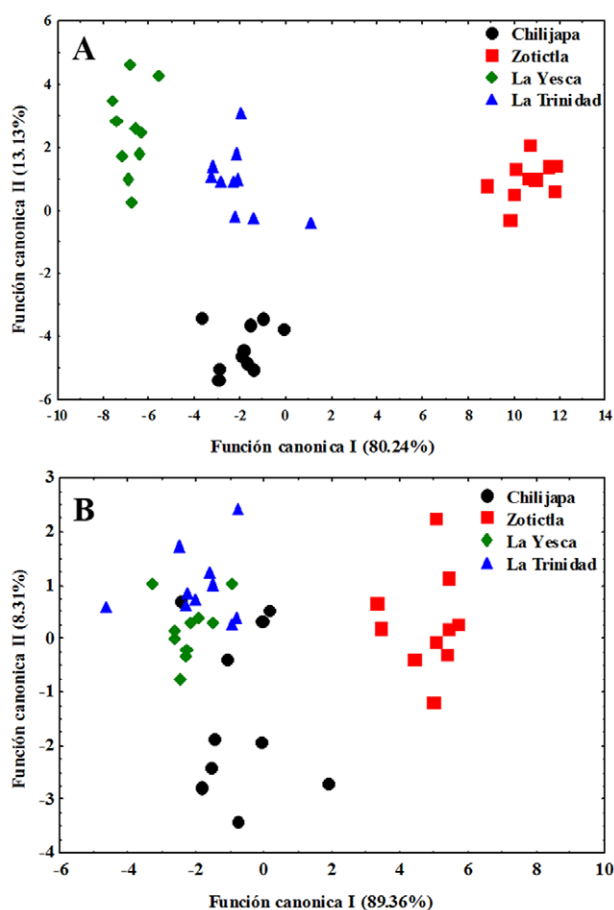 A
Chilijapa
Zotictla
La Yesca
La Trinidad
Función canonica II (13.13%)
6
4
2
0
-2
-4
-6
-10 -8 -6 -4 -2 0 2 4 6 8 10 12 14
Función canonica I (80.24%)
B
Chilijapa
Zotictla
La Yesca
La Trinidad
Función canonica II (8.31%)
3
2
1
0
-1
-2
-3
-4
-6 -4 -2 0 2 4 6 8 10
Función canonica I (89.36%)